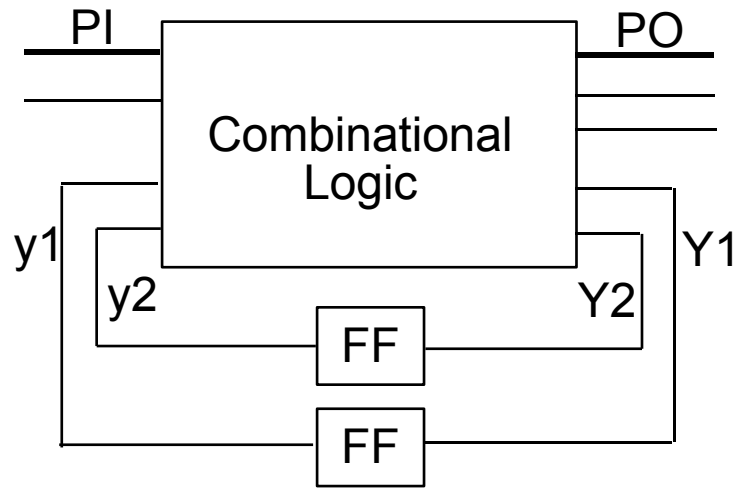 PI
PO
Combinational
Logic
y1
y2
Y2
Y1
FF
FF